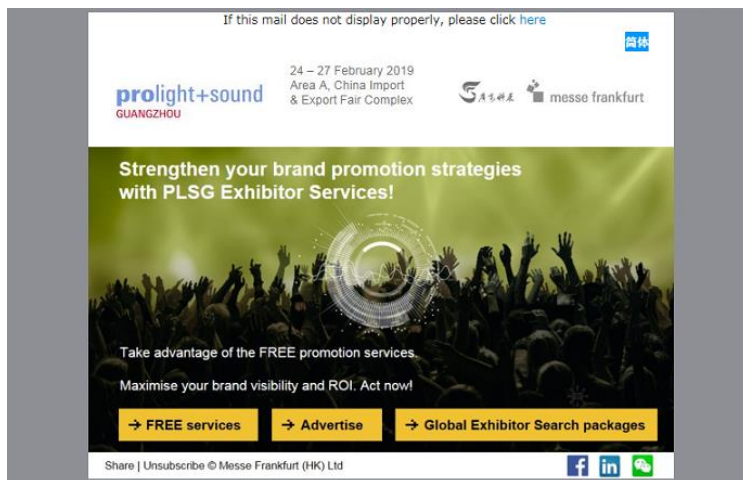 If this mail does not display properly, please click here
简体
prolight+sound
GUANGZHOU
24 – 27 February 2019
Area A, China Import
& Export Fair Complex
messe frankfurt
Strengthen your brand promotion strategies
with PLSG Exhibitor Services!
Take advantage of the FREE promotion services.
Maximise your brand visibility and ROI. Act now!
→ FREE services
→ Advertise
→ Global Exhibitor Search packages
Share | Unsubscribe © Messe Frankfurt (HK) Ltd